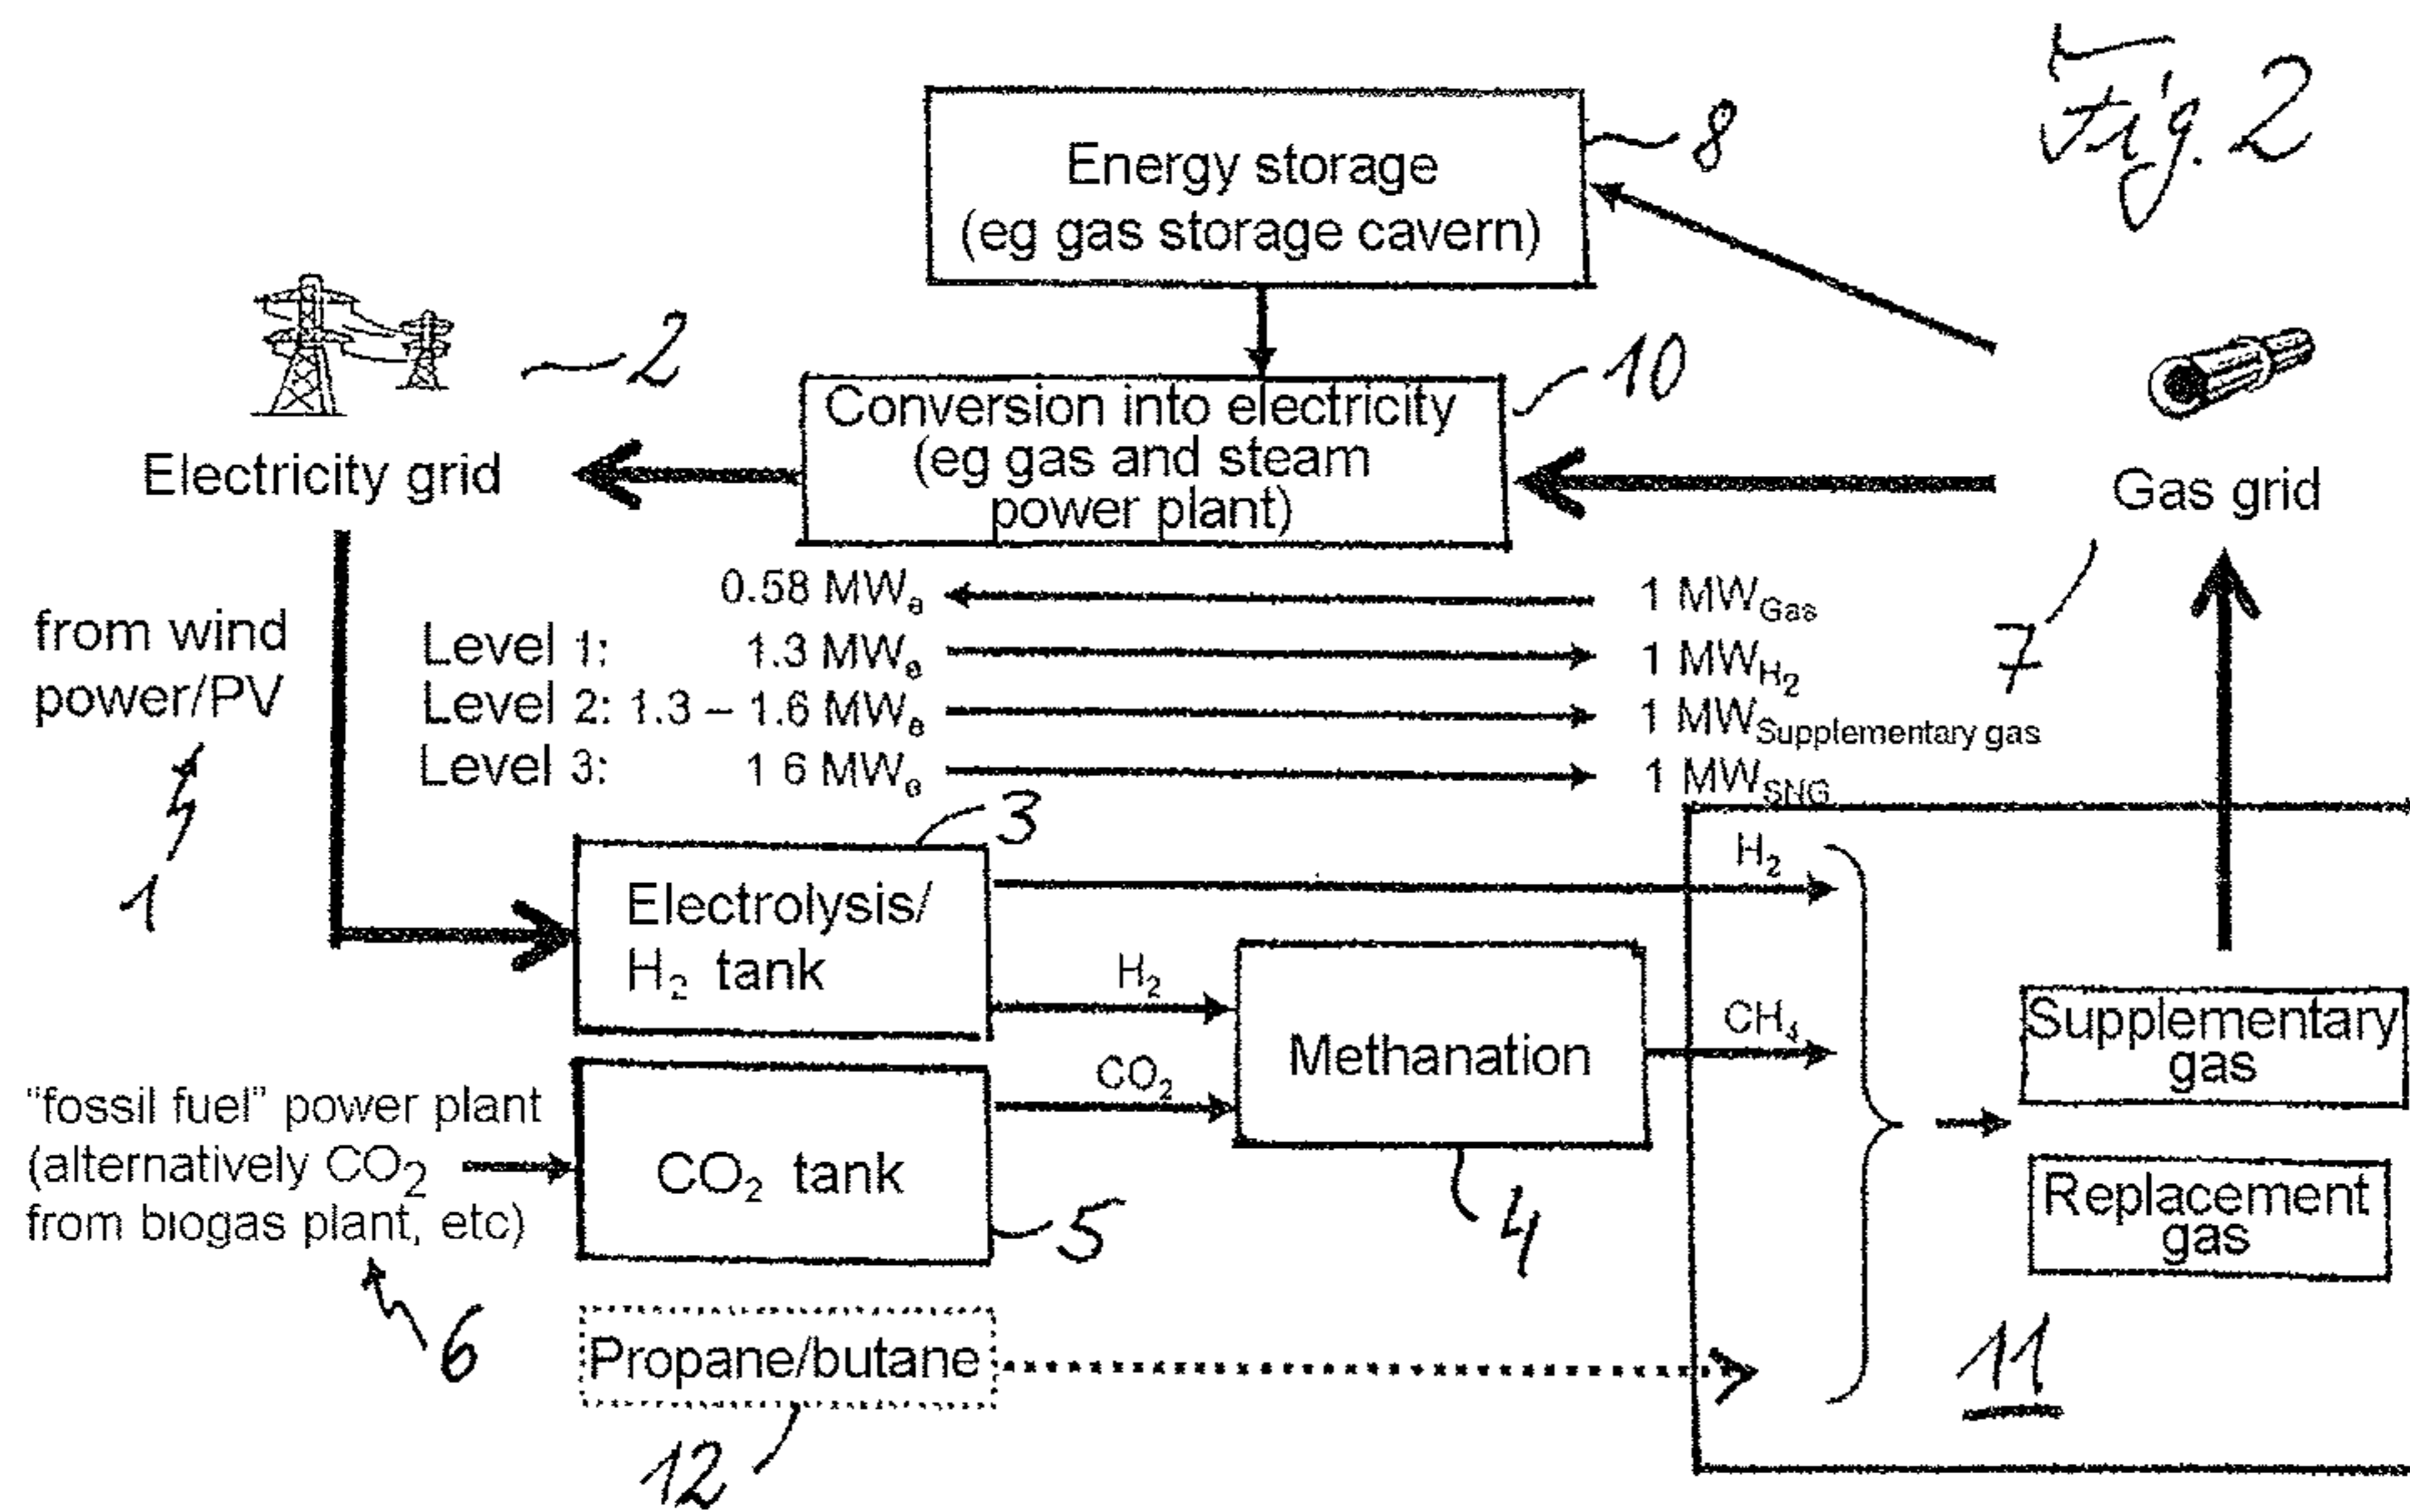 Fig. 2
Energy storage
(eg gas storage cavern)
8
2
10
Conversion into electricity
(eg gas and steam
power plant)
Electricity grid
Gas grid
7
from wind
power/PV
1
0.58 MWe
1 MWGas
Level 1: 1.3 MWe
1 MWH2
Level 2: 1.3 – 1.6 MWe
1 MWSupplementary gas
Level 3: 1 6 MWe
1 MWSNG
3
Electrolysis/
H2 tank
H2
H2
CO2
Methanation
4
CH4
Supplementary
gas
Replacement
gas
"fossil fuel" power plant
(alternatively CO2
from biogas plant, etc)
6
CO2 tank
5
Propane/butane
12
11